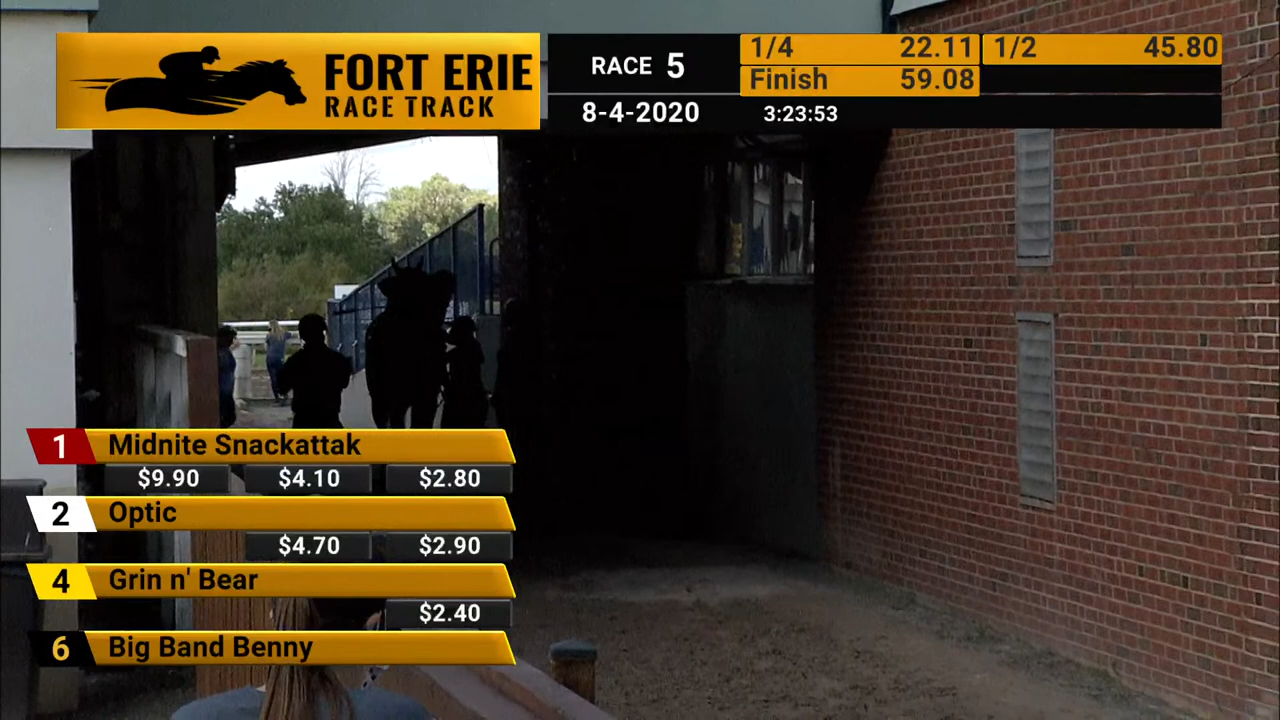 FORT ERIE
RACE TRACK
RACE 5
8-4-2020
1/4 22.11 1/2 45.80
Finish 59.08
3:23:53
1 Midnite Snackattak
$9.90 $4.10 $2.80
2 Optic
$4.70 $2.90
4 Grin n' Bear
$2.40
6 Big Band Benny